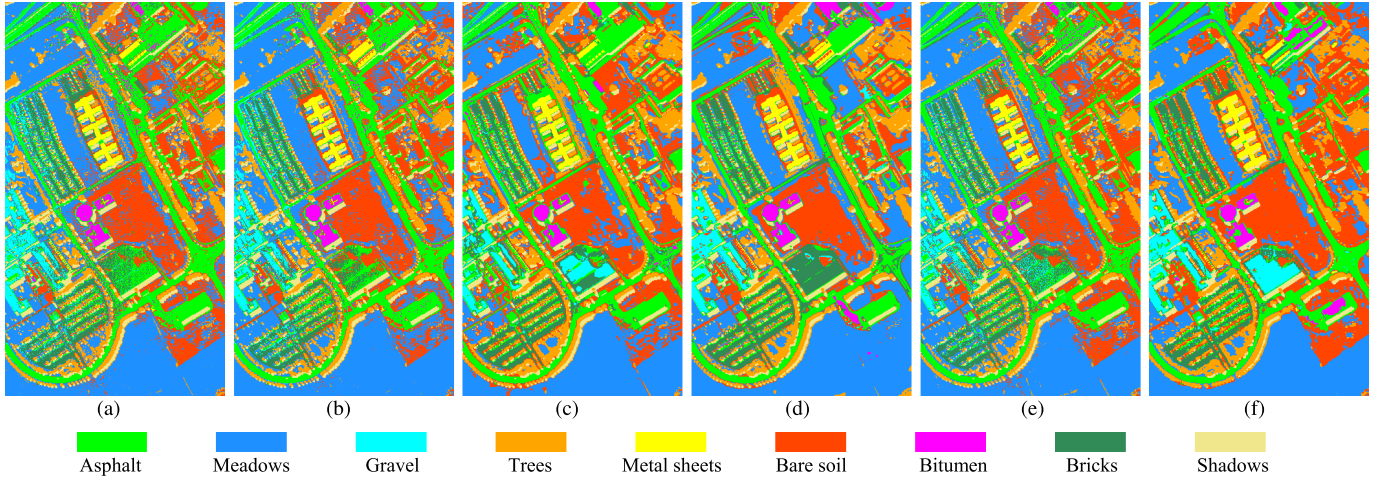 (a) (b) (c) (d) (e) (f)
Asphalt Meadows Gravel Trees Metal sheets Bare soil Bitumen Bricks Shadows